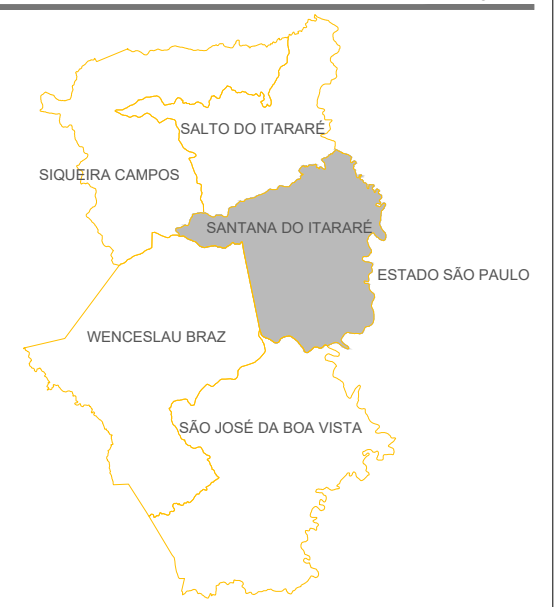 SALTO DO ITARARÉ
SIQUEIRA CAMPOS
SANTANA DO ITARARÉ
ESTADO SÃO PAULO
WENCESLAU BRAZ
SÃO JOSÉ DA BOA VISTA